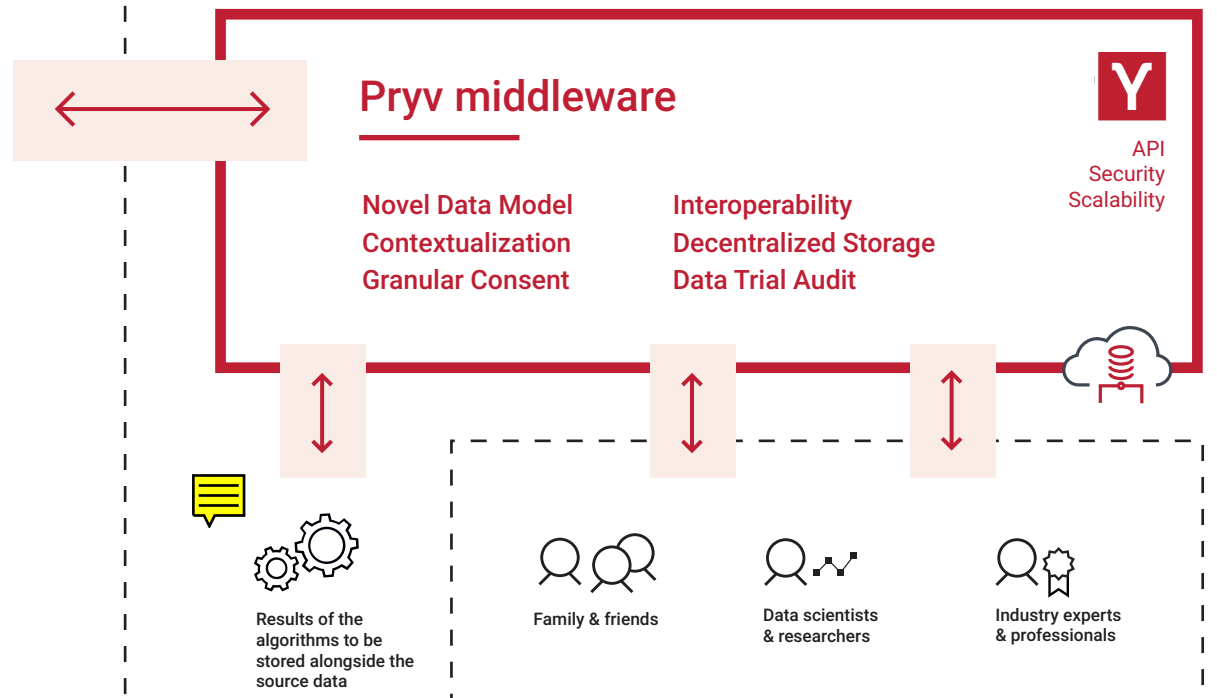 Pryv middleware
Y
API
Security
Scalability
Novel Data Model
Contextualization
Granular Consent
Interoperability
Decentralized Storage
Data Trial Audit
Results of the
algorithms to be
stored alongside the
source data
Family & friends
Data scientists
& researchers
Industry experts
& professionals